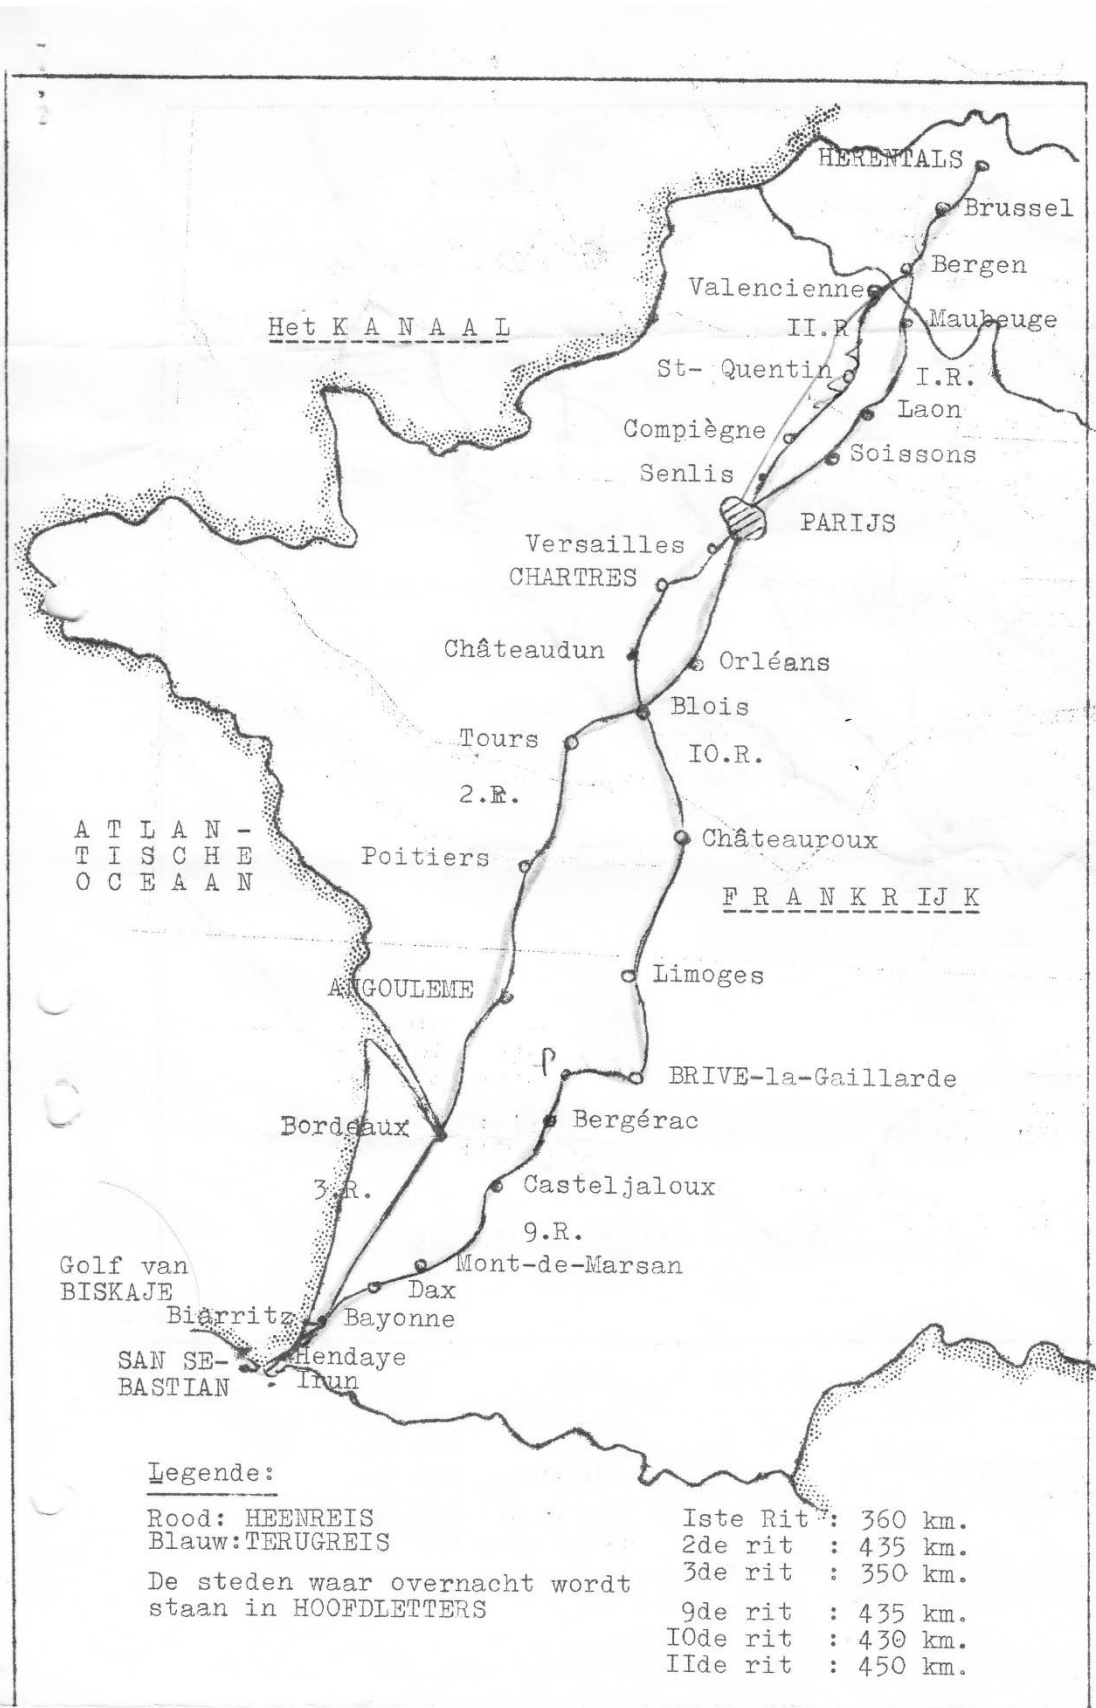 HERENTALS
Brussel
Bergen
Valencienne
Maubeuge
Het K A N A A L
II.R
St- Quentin
I.R.
Laon
Compiègne
Soissons
Senlis
PARIJS
Versailles
CHARTRES
Châteaudun
Orléans
Blois
Tours
IO.R.
2.R.
A T L A N -
T I S C H E
O C E A A N
Châteauroux
Poitiers
F R A N K R IJ K
Limoges
ANGOULEME
P
BRIVE-la-Gaillarde
Bordeaux
Bergérac
3.R.
Casteljaloux
9.R.
Golf van
BISKAJE
Mont-de-Marsan
Dax
Biarritz
Bayonne
SAN SE-
BASTIAN
Hendaye
Irun
Legende:
Rood: HEENREIS
Blauw:TERUGREIS
De steden waar overnacht wordt
staan in HOOFDLETTERS
Iste Rit : 360 km.
2de rit : 435 km.
3de rit : 350 km.
9de rit : 435 km.
IOde rit : 430 km.
IIde rit : 450 km.